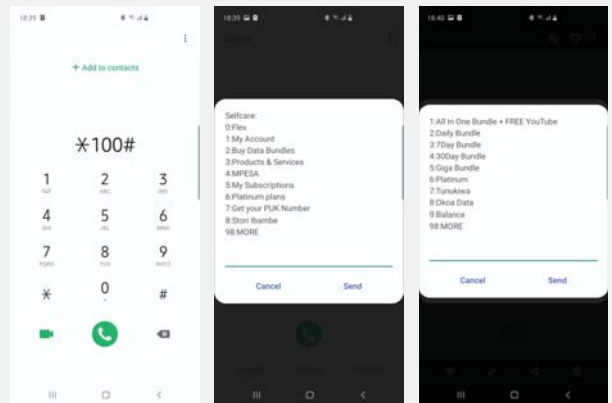 18:39
+ Add to contacts
*100#
1
2
ABC
3
DEF
4
GHI
5
JKL
6
MNO
7
PQRS
8
TUV
9
WXYZ
*
0
+
#
18:39
Selfcare:
0:Flex
1:My Account
2:Buy Data Bundles
3:Products & Services
4:MPESA
5:My Subscriptions
6:Platinum plans
7:Get your PUK Number
8:Stori Ibambe
98:MORE
Cancel Send
18:40
1:All In One Bundle + FREE YouTube
2:Daily Bundle
3:7Day Bundle
4:30Day Bundle
5:Giga Bundle
6:Platinum
7:Tunukiwa
8:Okoa Data
9:Balance
98:MORE
Cancel Send